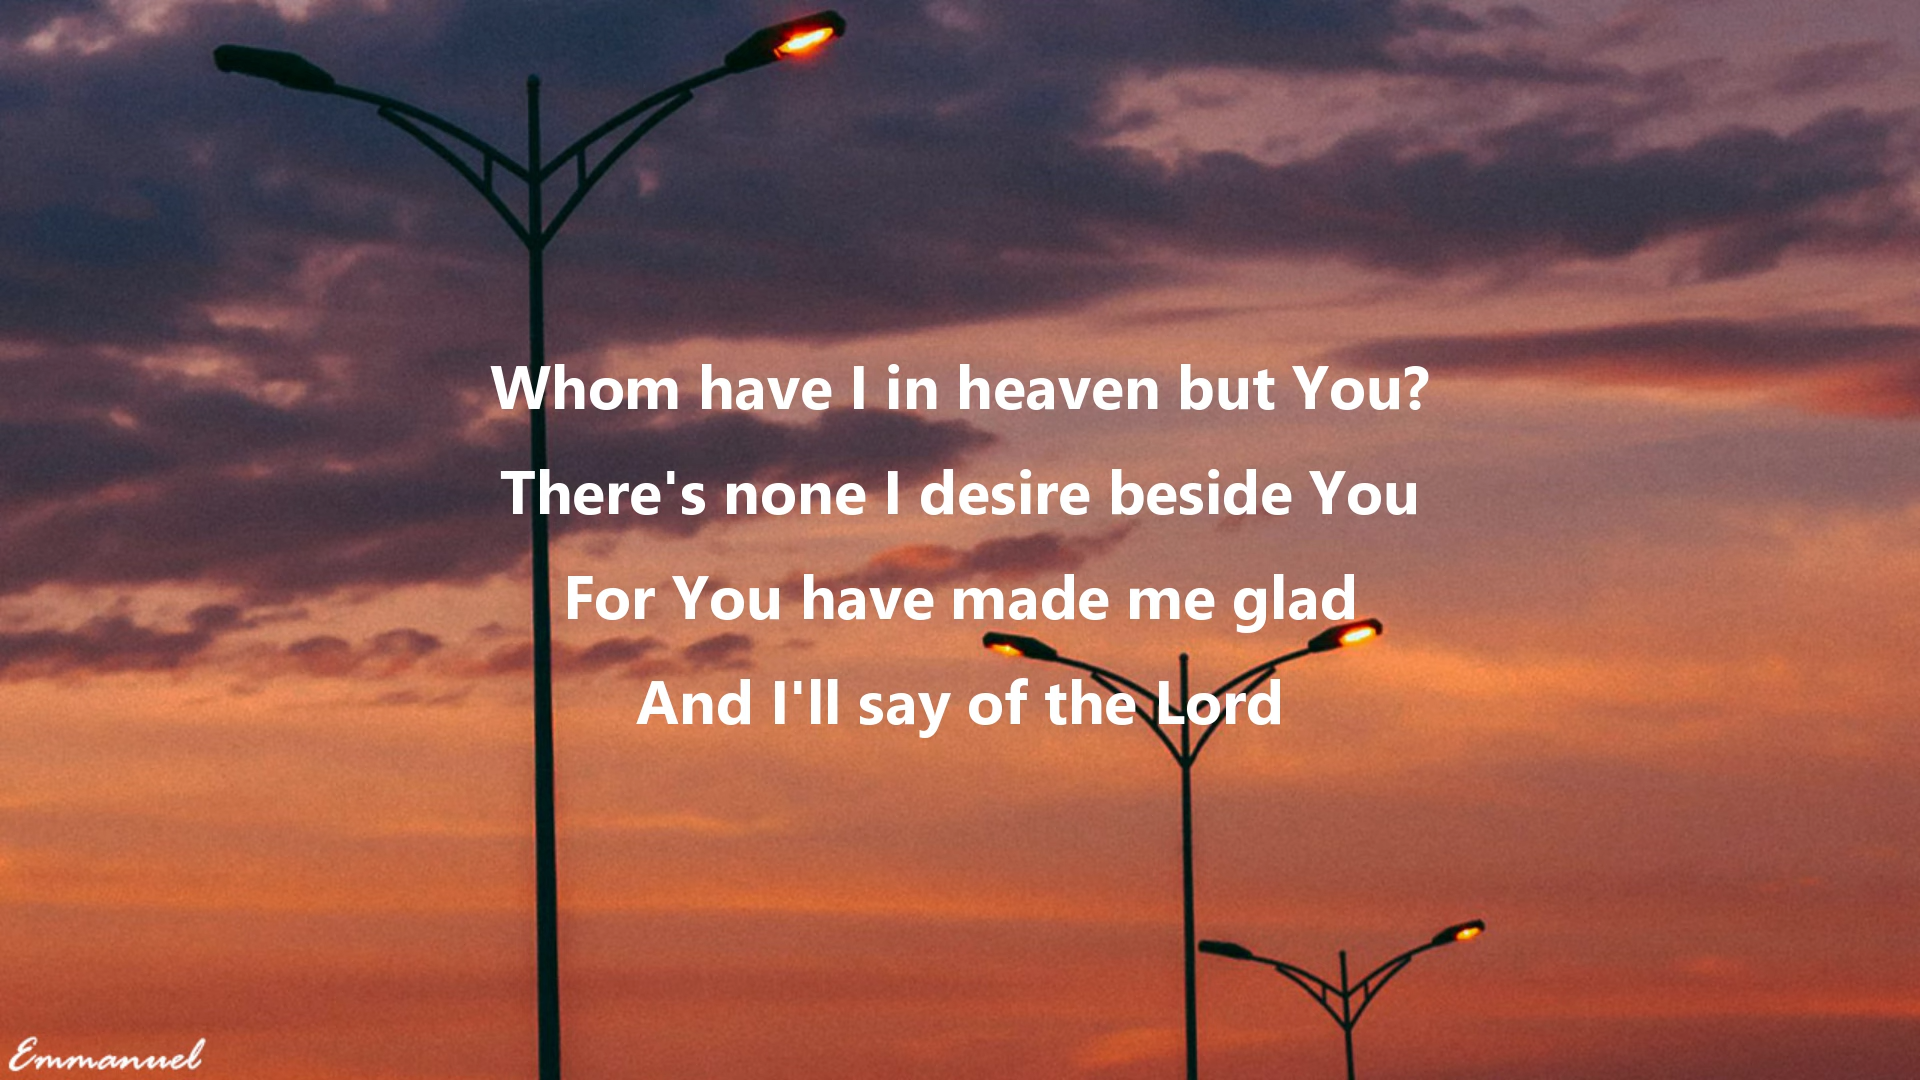 Whom have I in heaven but You?
There's none I desire beside You
For You have made me glad
And I'll say of the Lord
Emmanuel